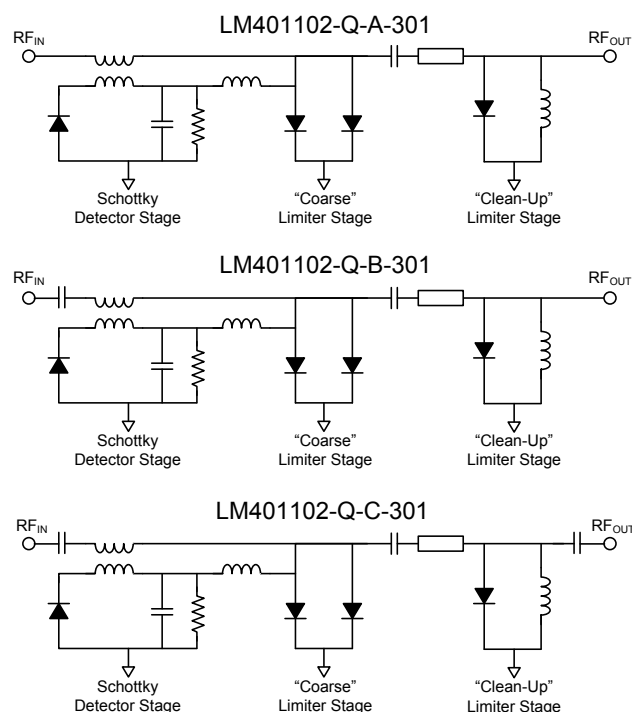 LM401102-Q-A-301
RFIN
RFOUT
Schottky
Detector Stage
“Coarse”
Limiter Stage
“Clean-Up”
Limiter Stage
LM401102-Q-B-301
RFIN
RFOUT
Schottky
Detector Stage
“Coarse”
Limiter Stage
“Clean-Up”
Limiter Stage
LM401102-Q-C-301
RFIN
RFOUT
Schottky
Detector Stage
“Coarse”
Limiter Stage
“Clean-Up”
Limiter Stage